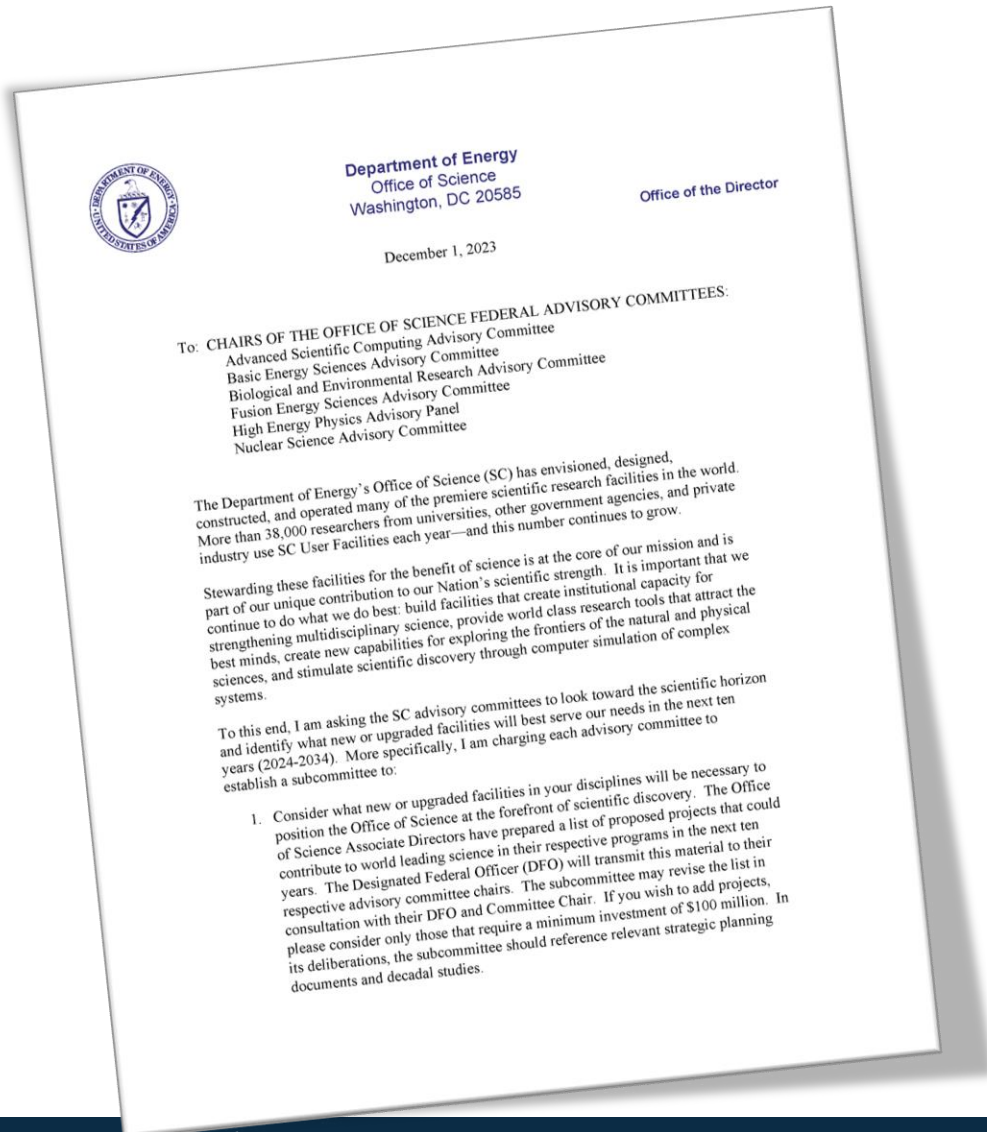 DEPARTMENT OF ENERGY
UNITED STATES OF AMERICA
Department of Energy
Office of Science
Washington, DC 20585
Office of the Director
December 1, 2023
To: CHAIRS OF THE OFFICE OF SCIENCE FEDERAL ADVISORY COMMITTEES:
Advanced Scientific Computing Advisory Committee
Basic Energy Sciences Advisory Committee
Biological and Environmental Research Advisory Committee
Fusion Energy Sciences Advisory Committee
High Energy Physics Advisory Panel
Nuclear Science Advisory Committee
The Department of Energy’s Office of Science (SC) has envisioned, designed,
constructed, and operated many of the premiere scientific research facilities in the world.
More than 38,000 researchers from universities, other government agencies, and private
industry use SC User Facilities each year—and this number continues to grow.
Stewarding these facilities for the benefit of science is at the core of our mission and is
part of our unique contribution to our Nation’s scientific strength. It is important that we
continue to do what we do best: build facilities that create institutional capacity for
strengthening multidisciplinary science, provide world class research tools that attract the
best minds, create new capabilities for exploring the frontiers of the natural and physical
sciences, and stimulate scientific discovery through computer simulation of complex
systems.
To this end, I am asking the SC advisory committees to look toward the scientific horizon
and identify what new or upgraded facilities will best serve our needs in the next ten
years (2024-2034). More specifically, I am charging each advisory committee to
establish a subcommittee to:
1. Consider what new or upgraded facilities in your disciplines will be necessary to
position the Office of Science at the forefront of scientific discovery. The Office
of Science Associate Directors have prepared a list of proposed projects that could
contribute to world leading science in their respective programs in the next ten
years. The Designated Federal Officer (DFO) will transmit this material to their
respective advisory committee chairs. The subcommittee may revise the list in
consultation with their DFO and Committee Chair. If you wish to add projects,
please consider only those that require a minimum investment of $100 million. In
its deliberations, the subcommittee should reference relevant strategic planning
documents and decadal studies.